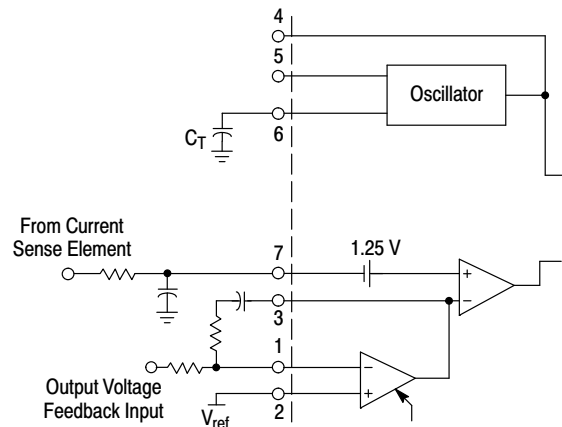 4
5
Oscillator
C_T
6
From Current
Sense Element
7
1.25 V
+
−
3
1
−
+
Output Voltage
Feedback Input
V_ref
2